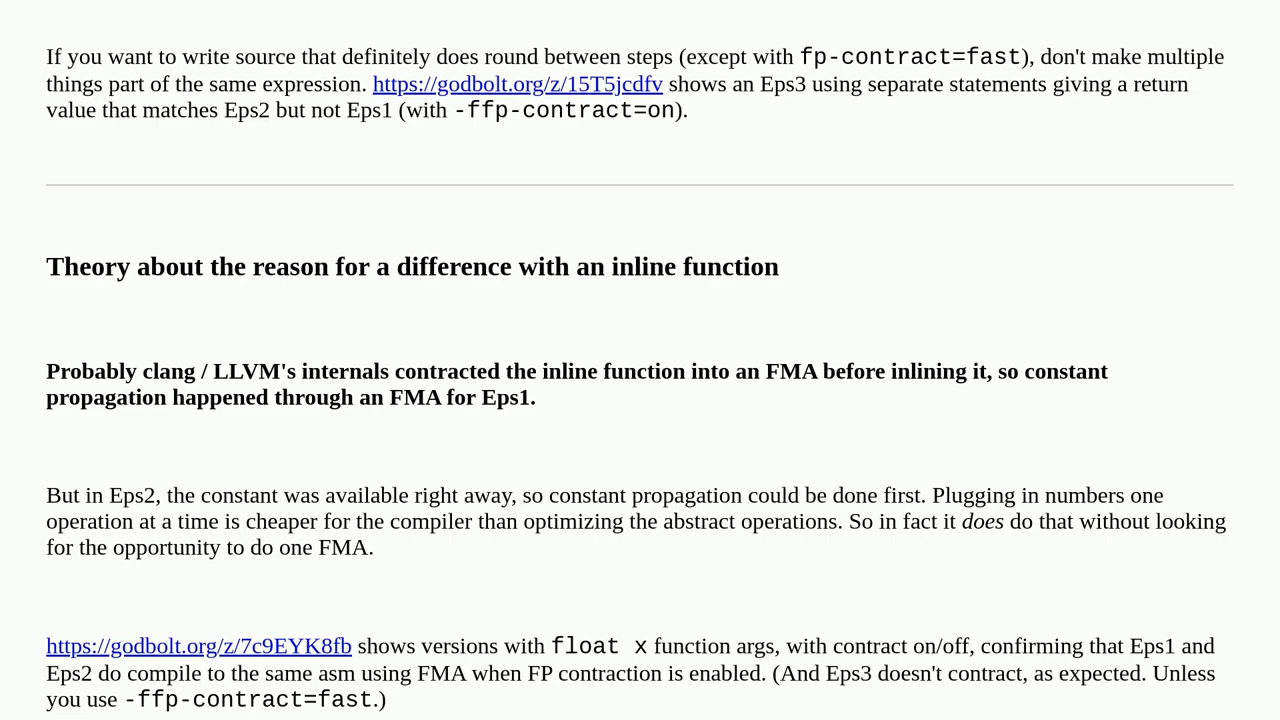 If you want to write source that definitely does round between steps (except with fp-contract=fast), don't make multiple
things part of the same expression. https://godbolt.org/z/15T5jcdfv shows an Eps3 using separate statements giving a return
value that matches Eps2 but not Eps1 (with -ffp-contract=on).
Theory about the reason for a difference with an inline function
Probably clang / LLVM's internals contracted the inline function into an FMA before inlining it, so constant
propagation happened through an FMA for Eps1.
But in Eps2, the constant was available right away, so constant propagation could be done first. Plugging in numbers one
operation at a time is cheaper for the compiler than optimizing the abstract operations. So in fact it does do that without looking
for the opportunity to do one FMA.
https://godbolt.org/z/7c9EYK8fb shows versions with float x function args, with contract on/off, confirming that Eps1 and
Eps2 do compile to the same asm using FMA when FP contraction is enabled. (And Eps3 doesn't contract, as expected. Unless
you use -ffp-contract=fast.)